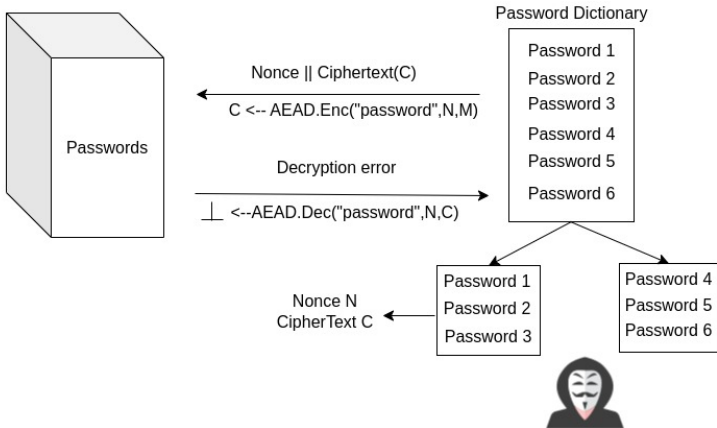 Password Dictionary
Nonce || Ciphertext(C)
C <-- AEAD.Enc("password",N,M)
Passwords
Decryption error
⊥ <--AEAD.Dec("password",N,C)
Password 1
Password 2
Password 3
Password 4
Password 5
Password 6
Nonce N
CipherText C
Password 1
Password 2
Password 3
Password 4
Password 5
Password 6